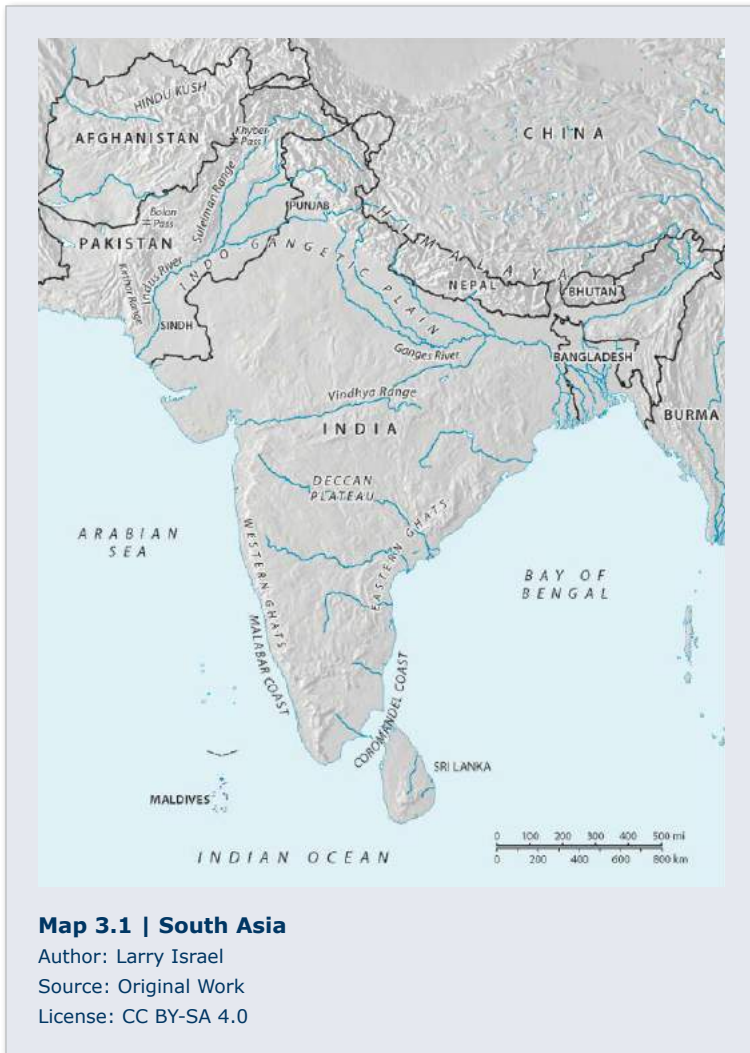 HINDU KUSH
AFGHANISTAN
Khyber
Pass
CHINA
Suleiman Range
Bolan
Pass
PUNJAB
PAKISTAN
HIMALAYA
INDO GANGETIC PLAIN
Indus River
Kirthar Range
NEPAL
BHUTAN
SINDH
Ganges River
BANGLADESH
Vindhya Range
INDIA
BURMA
DECCAN
PLATEAU
ARABIAN
SEA
WESTERN GHATS
EASTERN GHATS
BAY OF
BENGAL
MALABAR COAST
COROMANDEL COAST
SRI LANKA
MALDIVES
0 100 200 300 400 500 mi
0 200 400 600 800 km
INDIAN OCEAN
Map 3.1 | South Asia
Author: Larry Israel
Source: Original Work
License: CC BY-SA 4.0